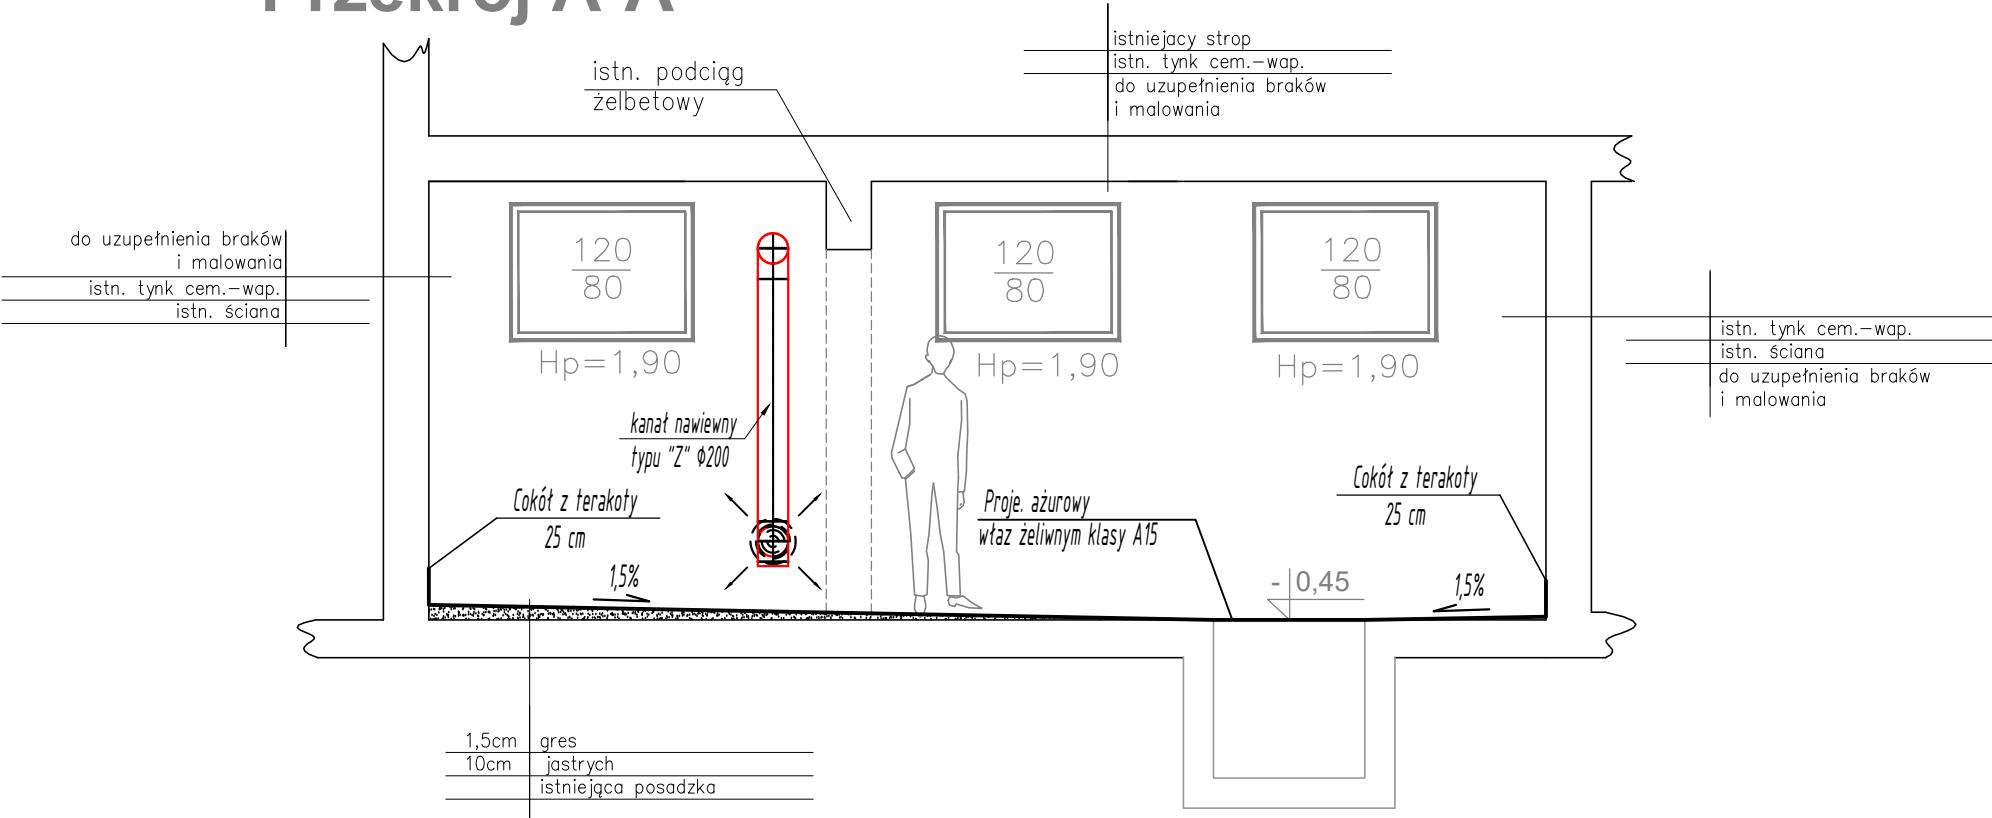 Przekrój A-A
istniejacy strop
istn. tynk cem.-wap.
do uzupełnienia braków
i malowania
istn. podciąg
żelbetowy
do uzupełnienia braków
i malowania
istn. tynk cem.-wap.
istn. ściana
120
80
Hp=1,90
120
80
Hp=1,90
120
80
Hp=1,90
istn. tynk cem.-wap.
istn. ściana
do uzupełnienia braków
i malowania
kanał nawiewny
typu "Z" Φ200
Cokół z terakoty
25 cm
Proje. ażurowy
właz żeliwnym klasy A15
Cokół z terakoty
25 cm
1,5%
- 0,45
1,5%
1,5cm gres
10cm jastrych
istniejąca posadzka